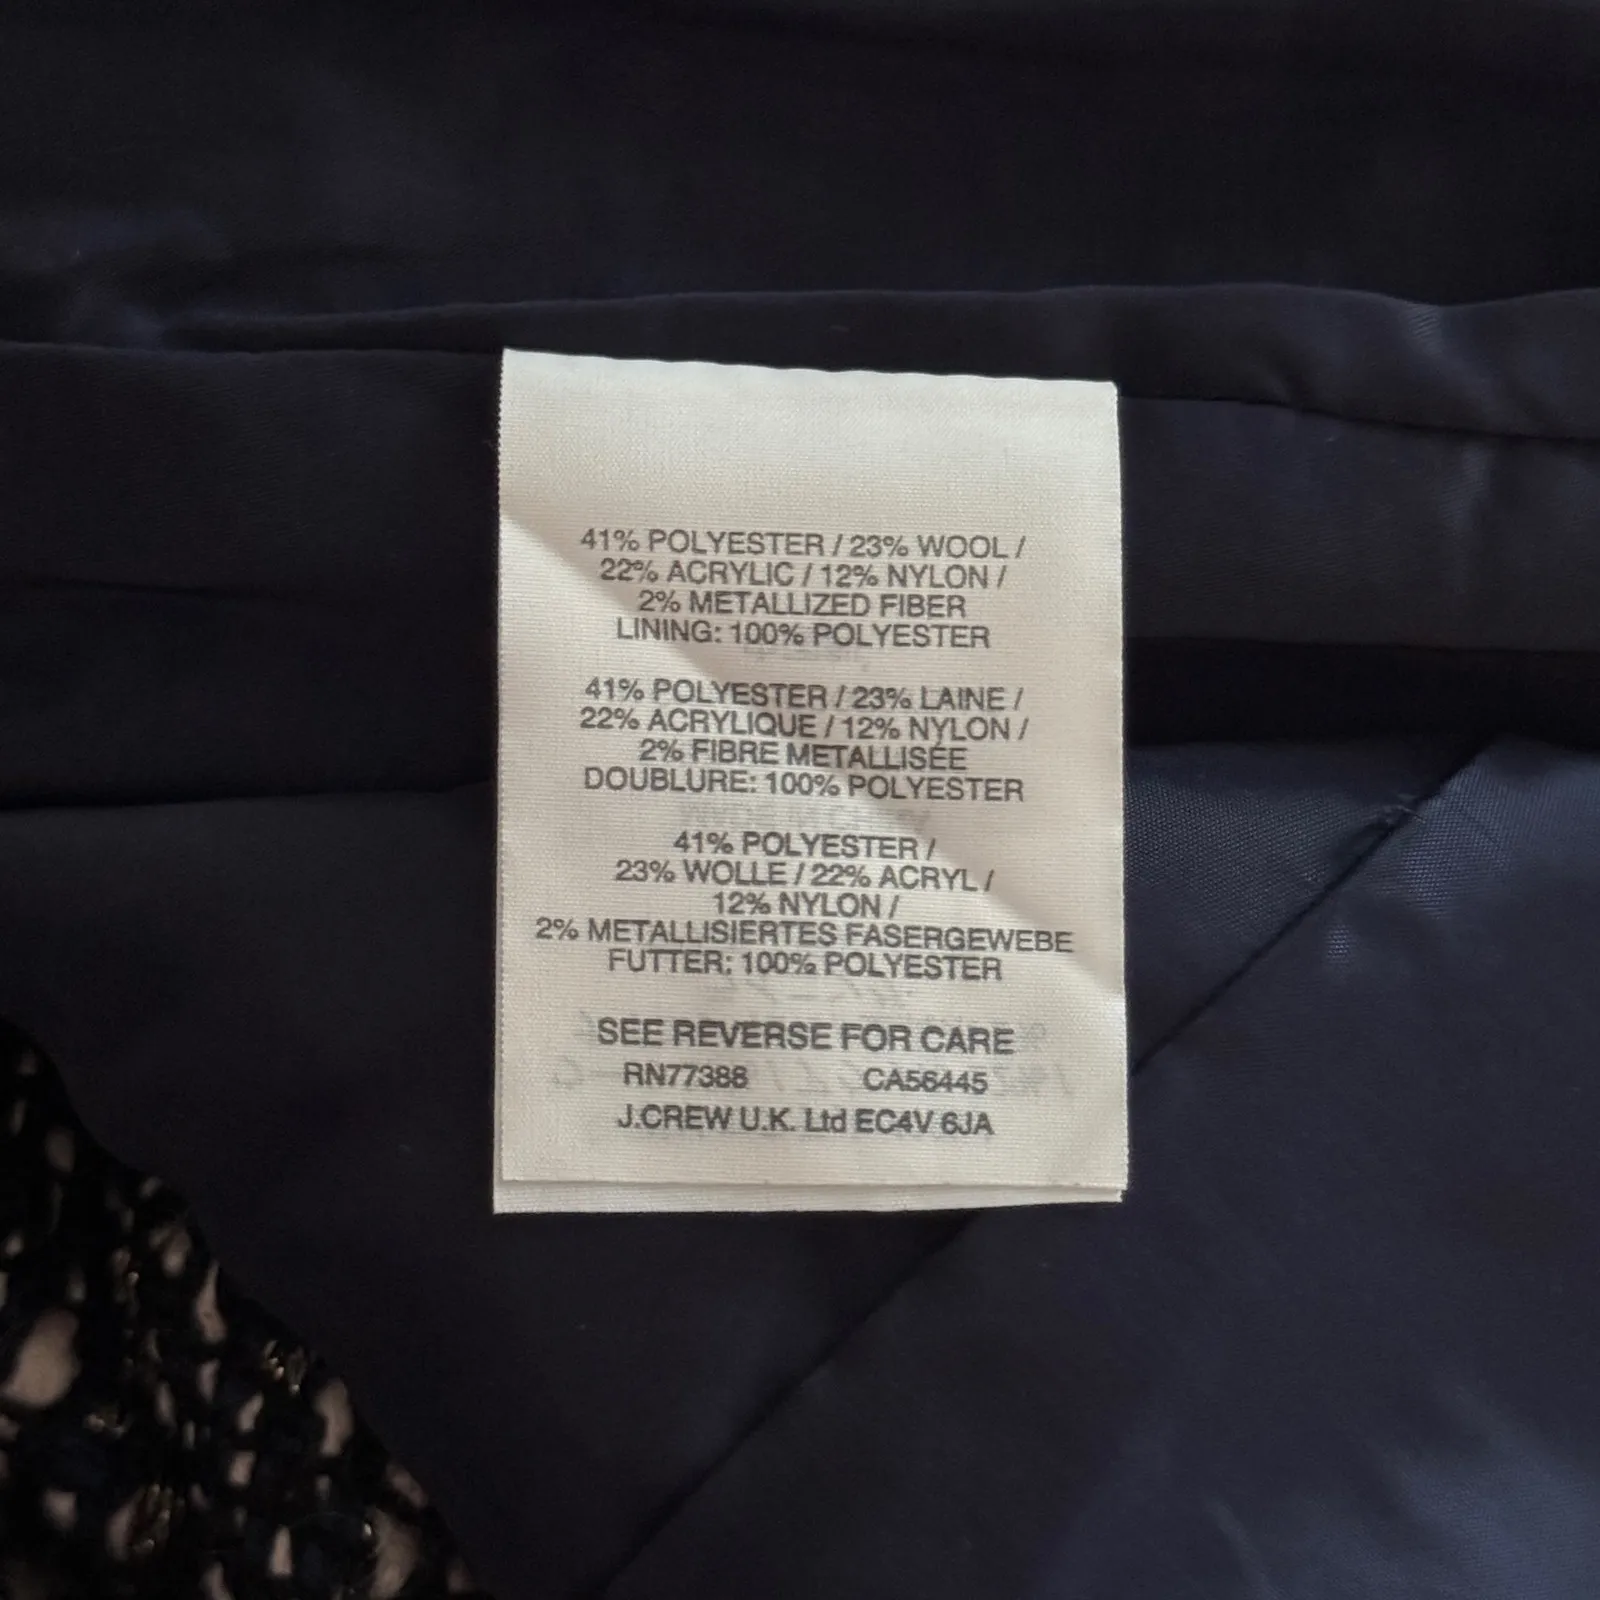 41% POLYESTER / 23% WOOL /
22% ACRYLIC / 12% NYLON /
2% METALLIZED FIBER
LINING: 100% POLYESTER
41% POLYESTER / 23% LAINE /
22% ACRYLIQUE / 12% NYLON /
2% FIBRE METALLISÉE
DOUBLURE: 100% POLYESTER
41% POLYESTER /
23% WOLLE / 22% ACRYL /
12% NYLON /
2% METALLISIERTES FASERGEWEBE
FUTTER: 100% POLYESTER
SEE REVERSE FOR CARE
RN77388 CA56445
J.CREW U.K. Ltd EC4V 6JA